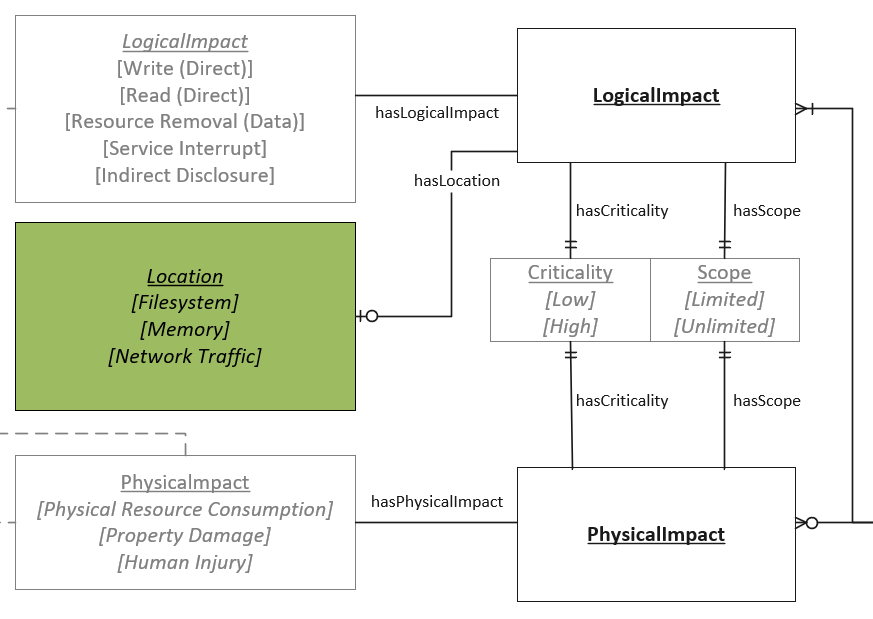 LogicalImpact
[Write (Direct)]
[Read (Direct)]
[Resource Removal (Data)]
[Service Interrupt]
[Indirect Disclosure]
hasLogicalImpact
LogicalImpact
hasLocation
Location
[Filesystem]
[Memory]
[Network Traffic]
hasCriticality
hasScope
Criticality
[Low]
[High]
Scope
[Limited]
[Unlimited]
hasCriticality
hasScope
PhysicaImpact
[Physical Resource Consumption]
[Property Damage]
[Human Injury]
hasPhysicalImpact
PhysicalImpact